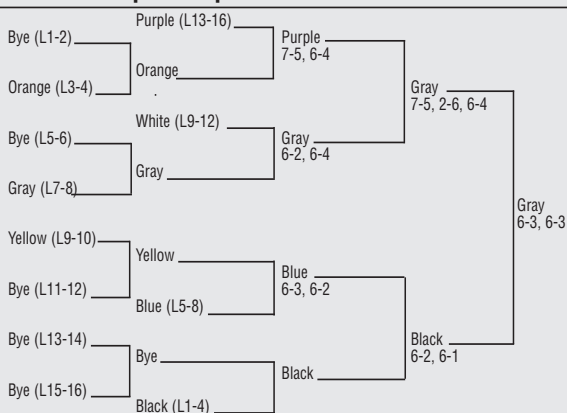 Bye (L1-2)
Orange (L3-4)
Bye (L5-6)
Gray (L7-8)
Yellow (L9-10)
Bye (L11-12)
Bye (L13-14)
Bye (L15-16)
Purple (L13-16)
Orange
White (L9-12)
Gray
Yellow
Blue (L5-8)
Bye
Black (L1-4)
Purple
7-5, 6-4
Gray
6-2, 6-4
Blue
6-3, 6-2
Black
Gray
7-5, 2-6, 6-4
Black
6-2, 6-1
Gray
6-3, 6-3